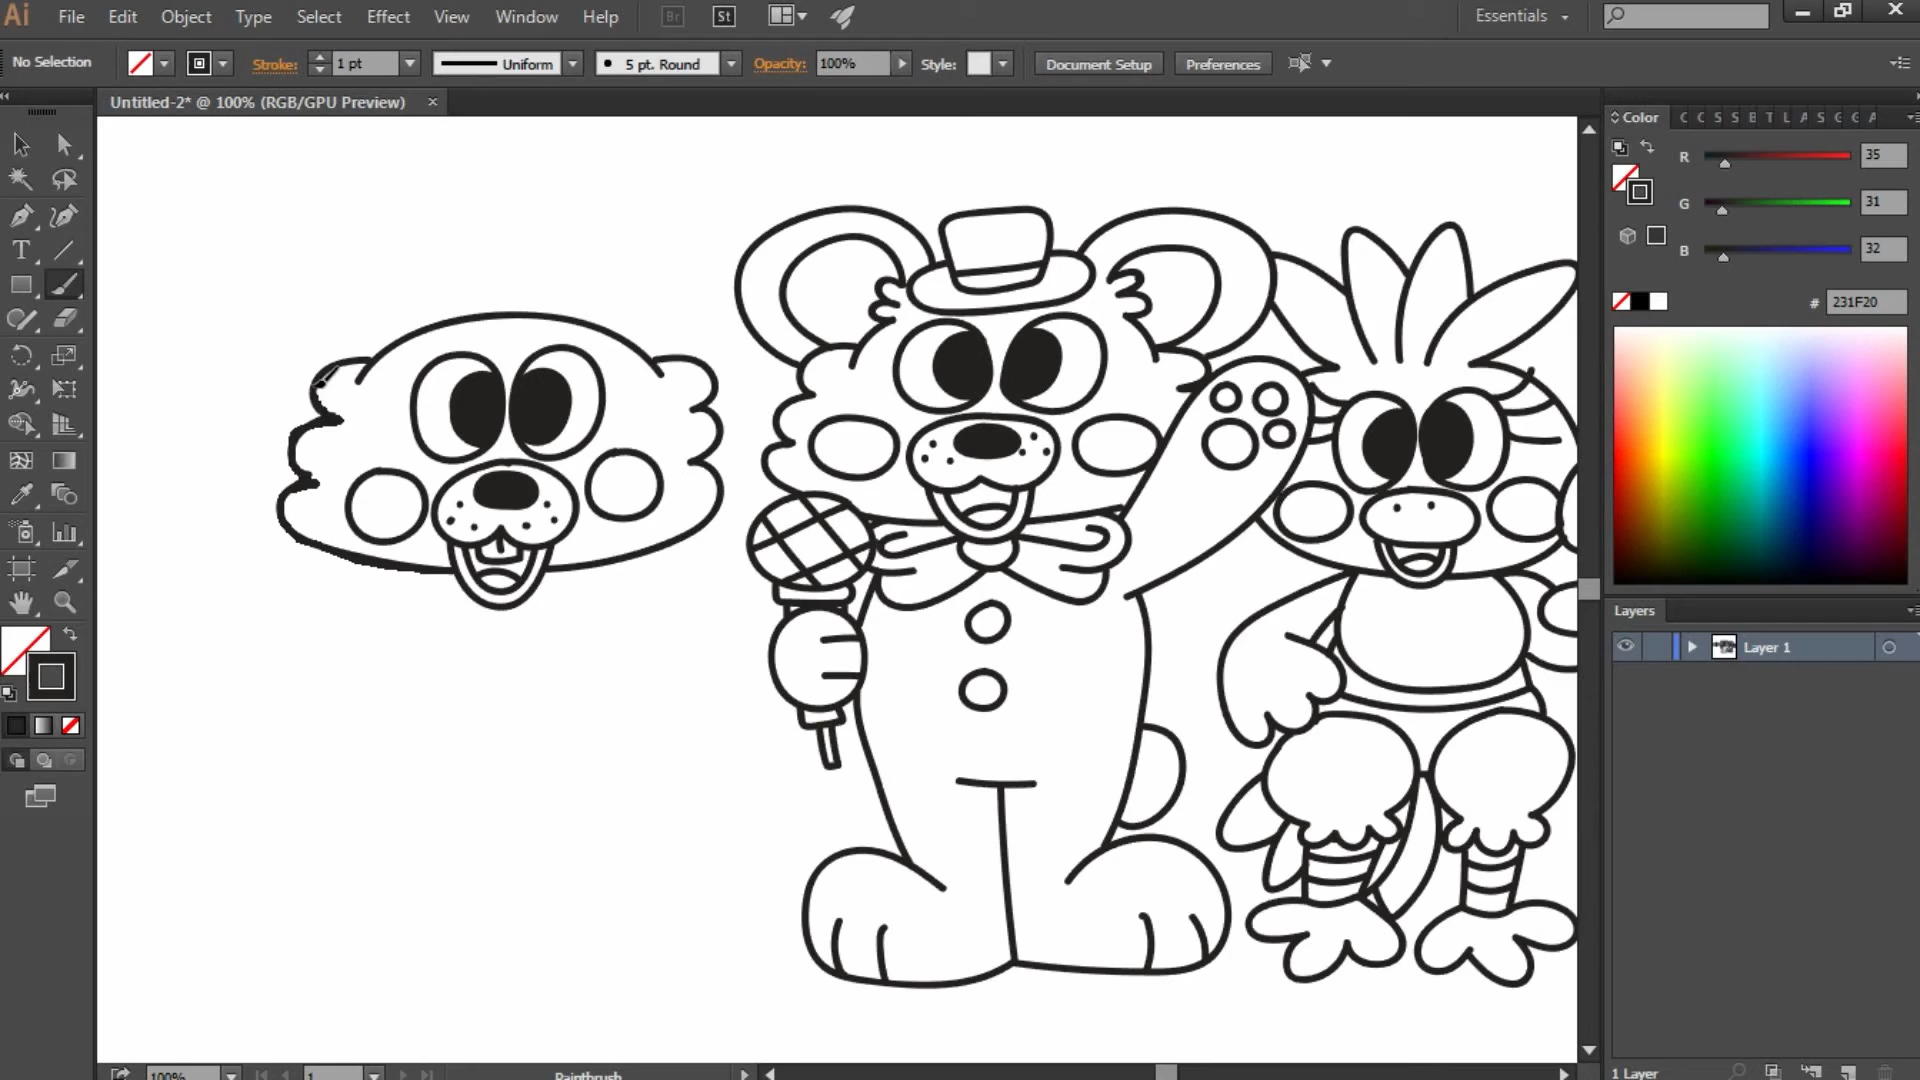 Ai File Edit Object Type Select Effect View Window Help Br St Essentials
No Selection Stroke: 1 pt Uniform 5 pt. Round Opacity: 100% Style: Document Setup Preferences
Untitled-2* @ 100% (RGB/GPU Preview) ×
Color C C S S B T L A S G G A
R 35
G 31
B 32
# 231F20
Layers
Layer 1
100% 1 Paintbrush 1 Layer